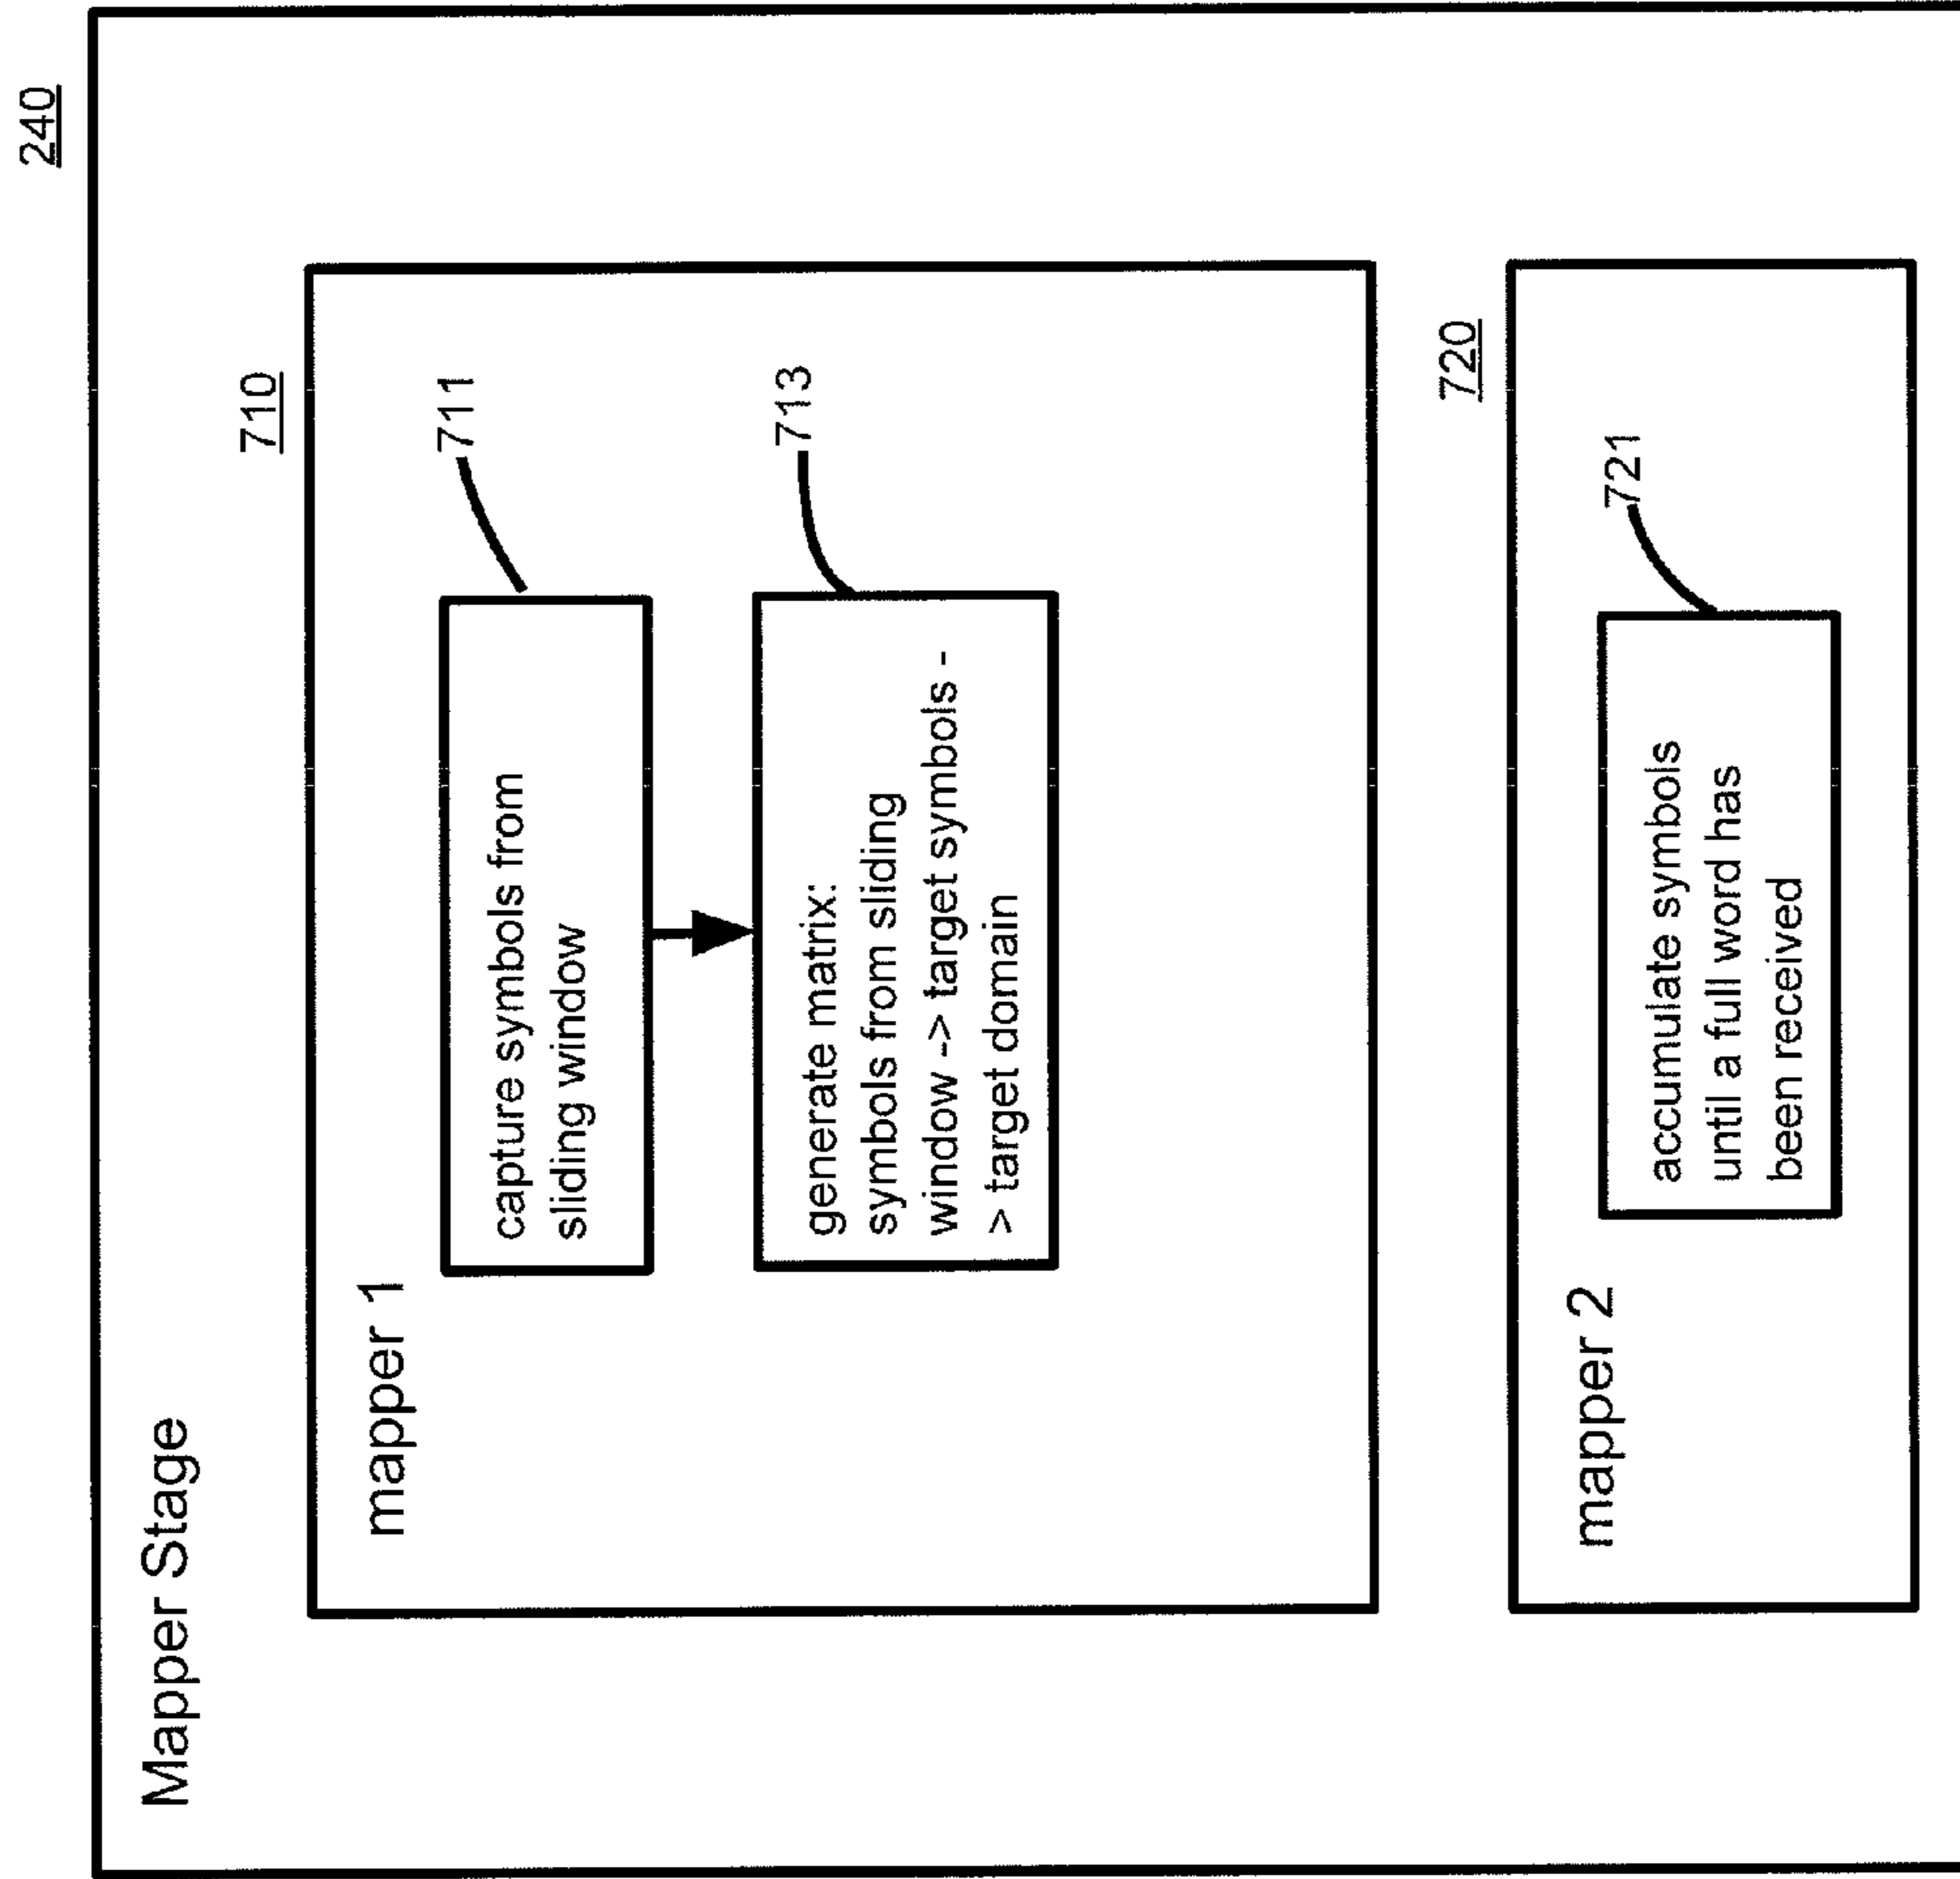 240
Mapper Stage
710
mapper 1
711
capture symbols from
sliding window
713
generate matrix:
symbols from sliding
window -> target symbols -
> target domain
720
mapper 2
721
accumulate symbols
until a full word has
been received